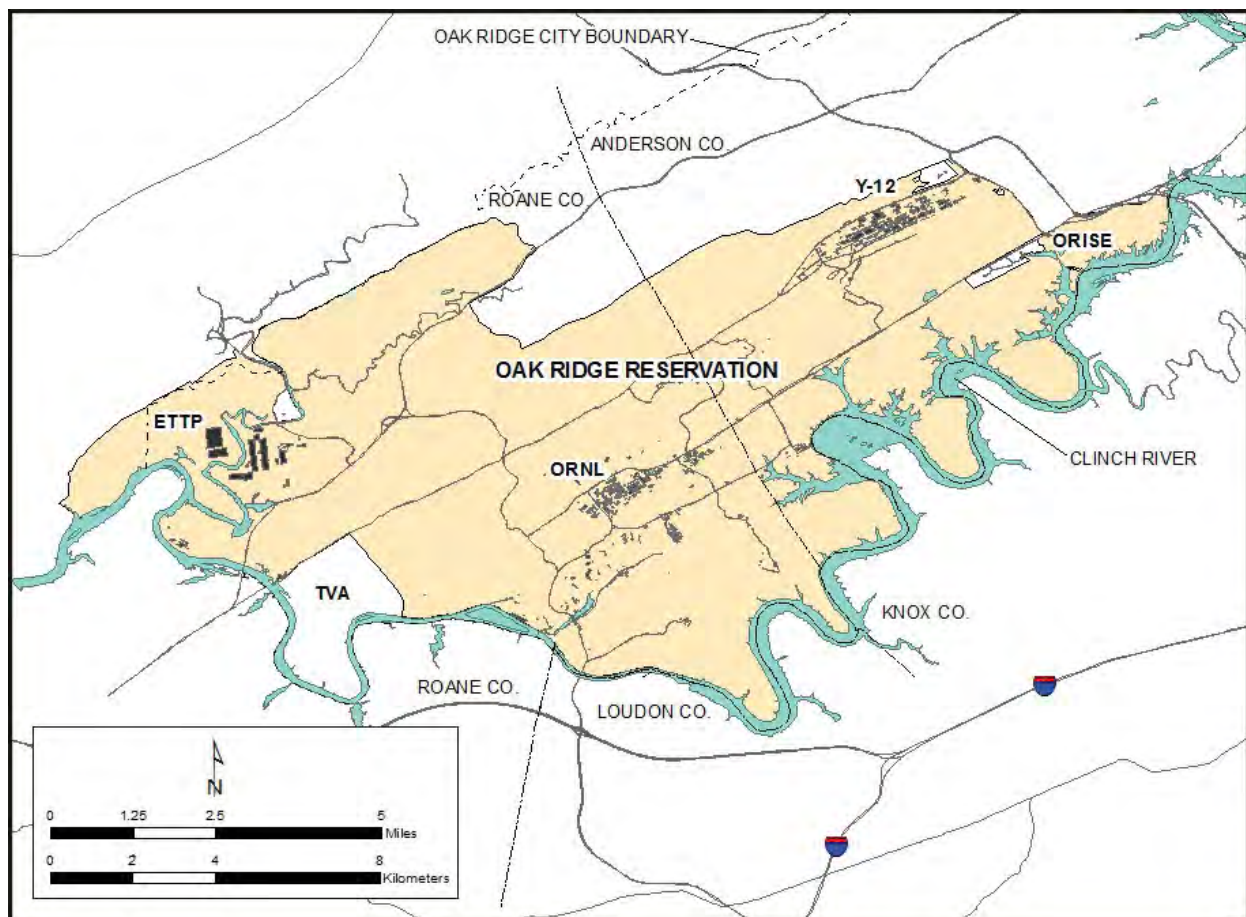 OAK RIDGE CITY BOUNDARY
ANDERSON CO.
ROANE CO.
Y-12
ORISE
OAK RIDGE RESERVATION
ETTP
ORNL
CLINCH RIVER
TVA
KNOX CO.
ROANE CO.
LOUDON CO.
N
0 1.25 2.5 5
Miles
0 2 4 8
Kilometers